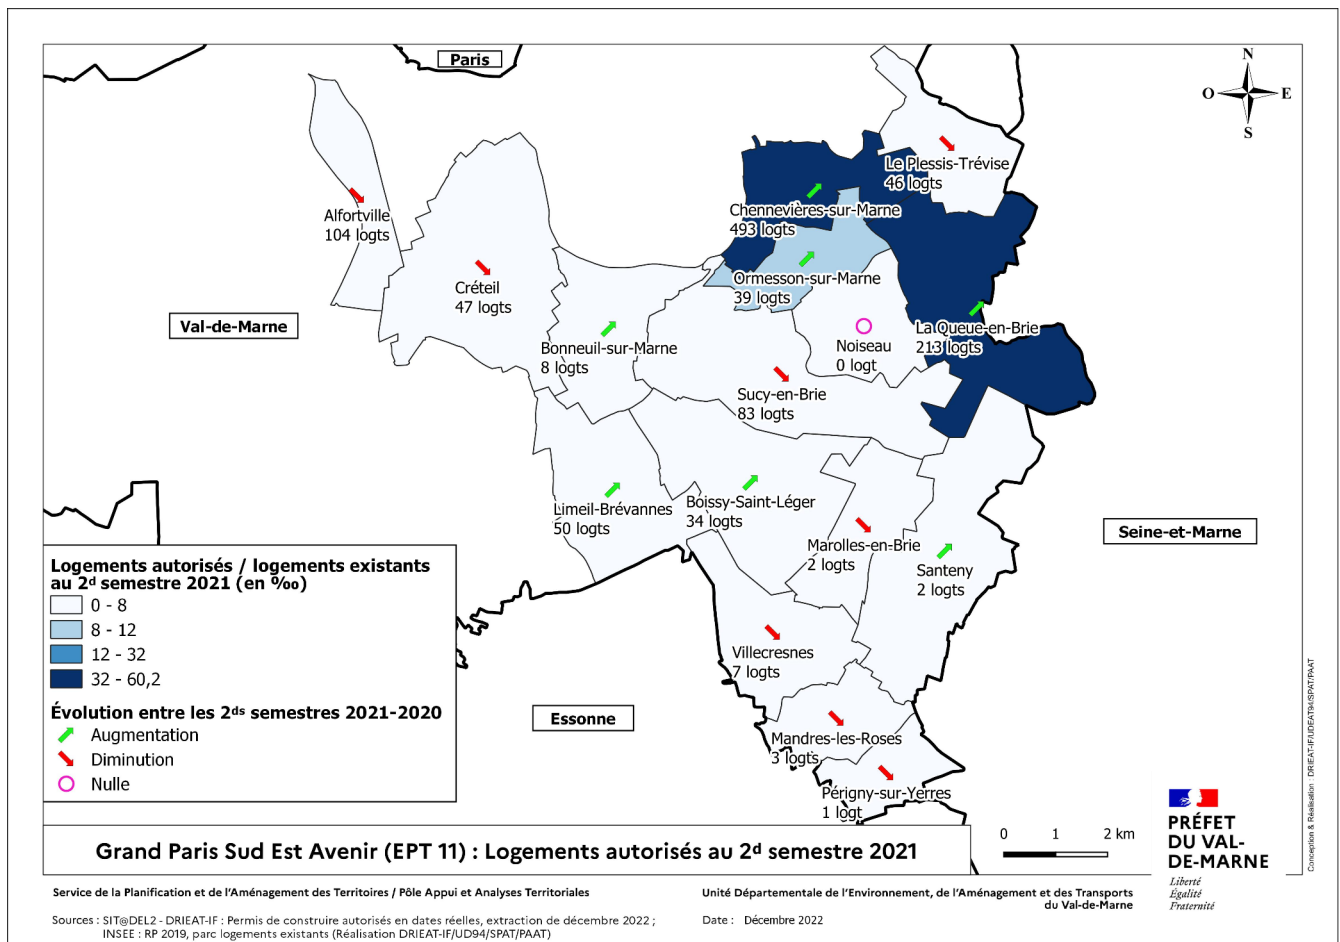 Paris
N
O
E
S
Le Plessis-Trévise
46 logts
Chennevières-sur-Marne
493 logts
Alfortville
104 logts
Ormesson-sur-Marne
39 logts
Créteil
47 logts
Val-de-Marne
La Queue-en-Brie
213 logts
Noiseau
0 logt
Bonneuil-sur-Marne
8 logts
Sucy-en-Brie
83 logts
Limeil-Brévannes
50 logts
Boissy-Saint-Léger
34 logts
Marolles-en-Brie
2 logts
Santeny
2 logts
Seine-et-Marne
Villecresnes
7 logts
Essonne
Mandres-les-Roses
3 logts
Périgny-sur-Yerres
1 logt
Logements autorisés / logements existants
au 2d semestre 2021 (en ‰)
0 - 8
8 - 12
12 - 32
32 - 60,2
Évolution entre les 2ds semestres 2021-2020
Augmentation
Diminution
Nulle
0 1 2 km
Grand Paris Sud Est Avenir (EPT 11) : Logements autorisés au 2d semestre 2021
PRÉFET
DU VAL-
DE-MARNE
Liberté
Égalité
Fraternité
Conception & Réalisation : DRIEAT-IF/UDEAT94/SPAT/PAAT
Service de la Planification et de l'Aménagement des Territoires / Pôle Appui et Analyses Territoriales
Sources : SIT@DEL2 - DRIEAT-IF : Permis de construire autorisés en dates réelles, extraction de décembre 2022 ;
INSEE : RP 2019, parc logements existants (Réalisation DRIEAT-IF/UD94/SPAT/PAAT)
Unité Départementale de l'Environnement, de l'Aménagement et des Transports
du Val-de-Marne
Date : Décembre 2022